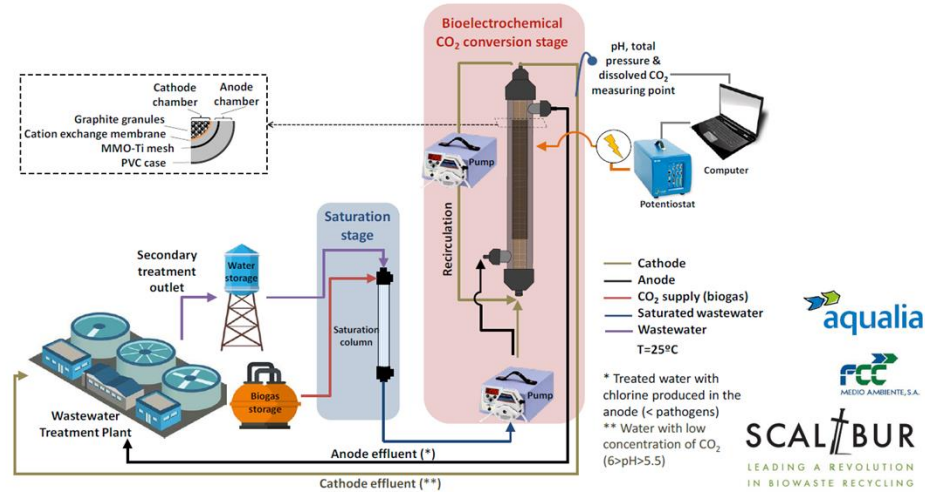 Bioelectrochemical
CO₂ conversion stage
pH, total
pressure &
dissolved CO₂
measuring point
Cathode
chamber
Anode
chamber
Graphite granules
Cation exchange membrane
MMO-Ti mesh
PVC case
Pump
Computer
Potentiostat
Recirculation
Saturation
stage
Secondary
treatment
outlet
Water
storage
Saturation
column
Biogas
storage
Wastewater
Treatment Plant
Pump
Anode effluent (*)
Cathode effluent (**)
Cathode
Anode
CO₂ supply (biogas)
Saturated wastewater
Wastewater
T=25ºC
* Treated water with
chlorine produced in the
anode (< pathogens)
** Water with low
concentration of CO₂
(6>pH>5.5)
aqualia
FCC
MEDIO AMBIENTE, S.A.
SCALIBUR
LEADING A REVOLUTION
IN BIOWASTE RECYCLING